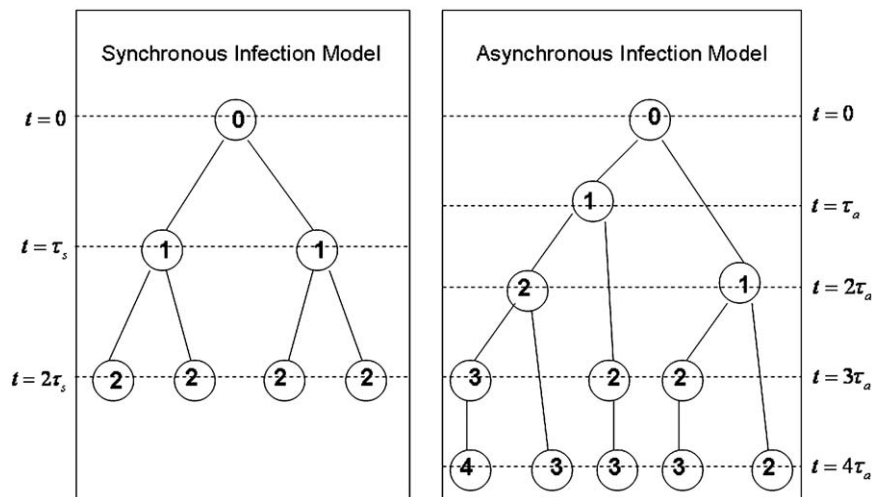 Synchronous Infection Model
t = 0
0
t = τ_s
1 1
t = 2τ_s
2 2 2 2
Asynchronous Infection Model
0
t = 0
1
t = τ_a
2 1
t = 2τ_a
3 2 2
t = 3τ_a
4 3 3 3 2
t = 4τ_a